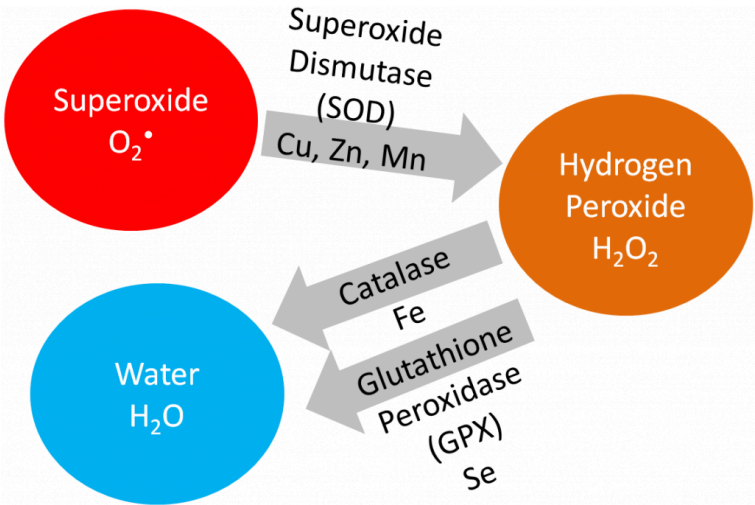 Superoxide
O₂•
Superoxide
Dismutase
(SOD)
Cu, Zn, Mn
Hydrogen
Peroxide
H₂O₂
Catalase
Fe
Glutathione
Peroxidase
(GPX)
Se
Water
H₂O